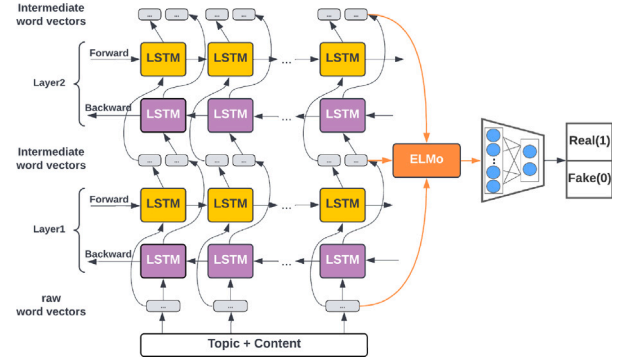 Intermediate
word vectors
... ... ... ... ... ...
Forward
LSTM LSTM ... LSTM
Layer2
Backward
LSTM LSTM ... LSTM
Intermediate
word vectors
... ... ... ... ... ...
ELMo
Real(1)
Fake(0)
Forward
LSTM LSTM ... LSTM
Layer1
Backward
LSTM LSTM ... LSTM
raw
word vectors
... ... ...
Topic + Content